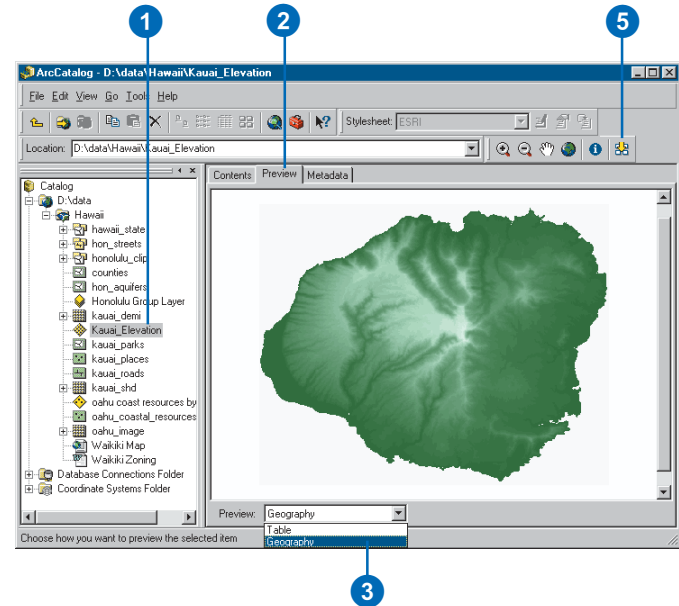 1
2
5
ArcCatalog - D:\data\Hawaii\Kauai_Elevation
File Edit View Go Tools Help
Stylesheet: ESRI
Location: D:\data\Hawaii\Kauai_Elevation
Contents Preview Metadata
Catalog
D:\data
Hawaii
hawaii_state
hon_streets
honolulu_clip
counties
hon_aquifers
Honolulu Group Layer
kauai_demi
Kauai_Elevation
kauai_parks
kauai_places
kauai_roads
kauai_shd
oahu coast resources by
oahu_coastal_resources
oahu_image
Waikiki Map
Waikiki Zoning
Database Connections Folder
Coordinate Systems Folder
Preview: Geography
Table
Geography
Choose how you want to preview the selected item
3